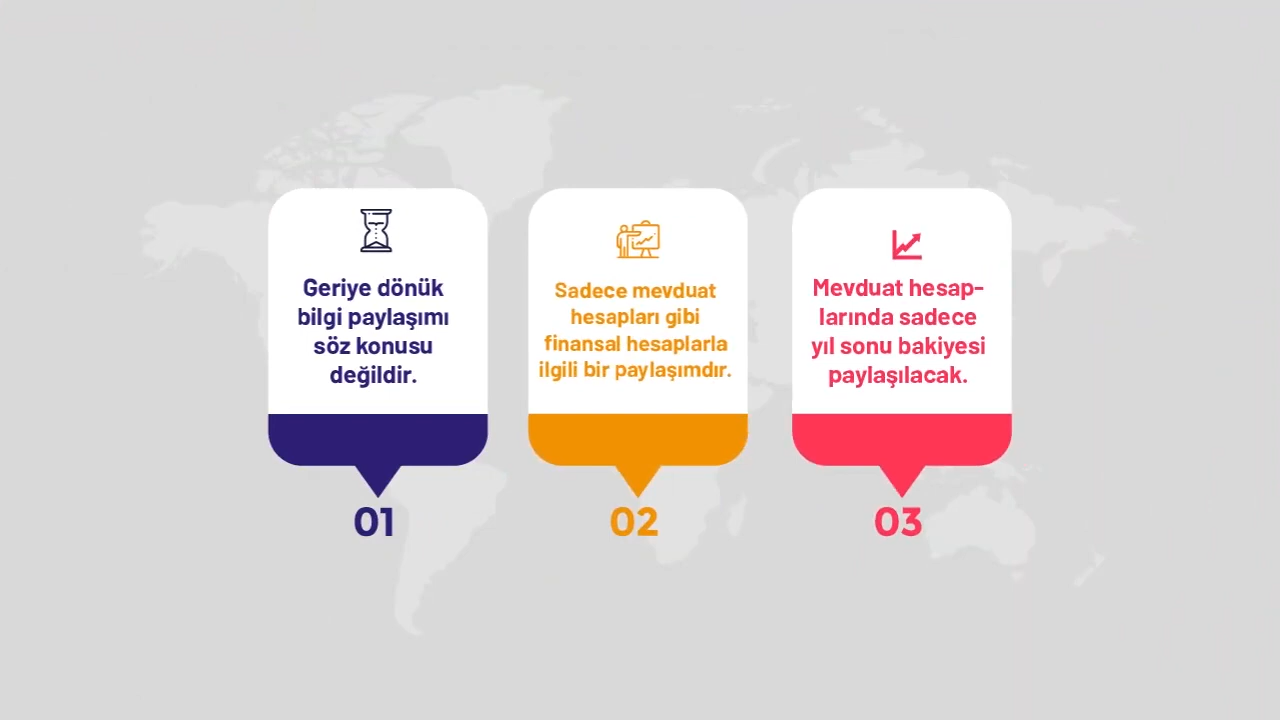 Geriye dönük
bilgi paylaşımı
söz konusu
değildir.
01
Sadece mevduat
hesapları gibi
finansal hesaplarla
ilgili bir paylaşımdır.
02
Mevduat hesap-
larında sadece
yıl sonu bakiyesi
paylaşılacak.
03